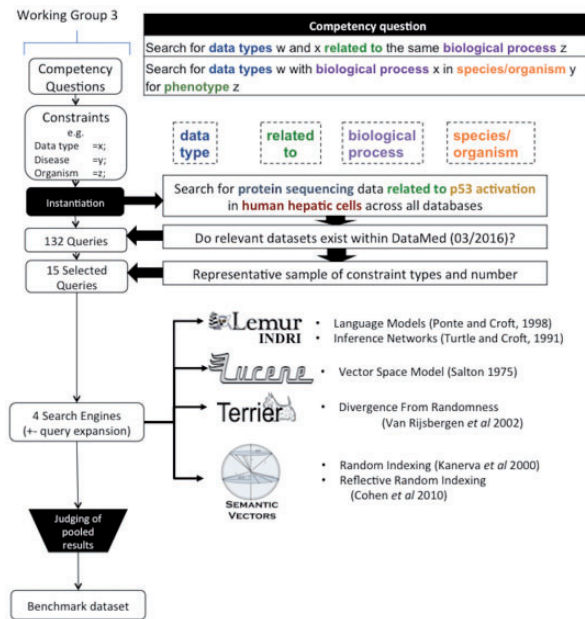 Working Group 3
Competency question
Search for data types w and x related to the same biological process z
Search for data types w with biological process x in species/organism y
for phenotype z
Competency
Questions
Constraints
e.g.
Data type =x;
Disease =y;
Organism =z;
data
type
related
to
biological
process
species/
organism
Instantiation
Search for protein sequencing data related to p53 activation
in human hepatic cells across all databases
132 Queries
Do relevant datasets exist within DataMed (03/2016)?
15 Selected
Queries
Representative sample of constraint types and number
Lemur
INDRI
• Language Models (Ponte and Croft, 1998)
• Inference Networks (Turtle and Croft, 1991)
Lucene
• Vector Space Model (Salton 1975)
4 Search Engines
(+- query expansion)
Terrier
• Divergence From Randomness
(Van Rijsbergen et al 2002)
• Random Indexing (Kanerva et al 2000)
• Reflective Random Indexing
(Cohen et al 2010)
SEMANTIC
VECTORS
Judging of
pooled
results
Benchmark dataset